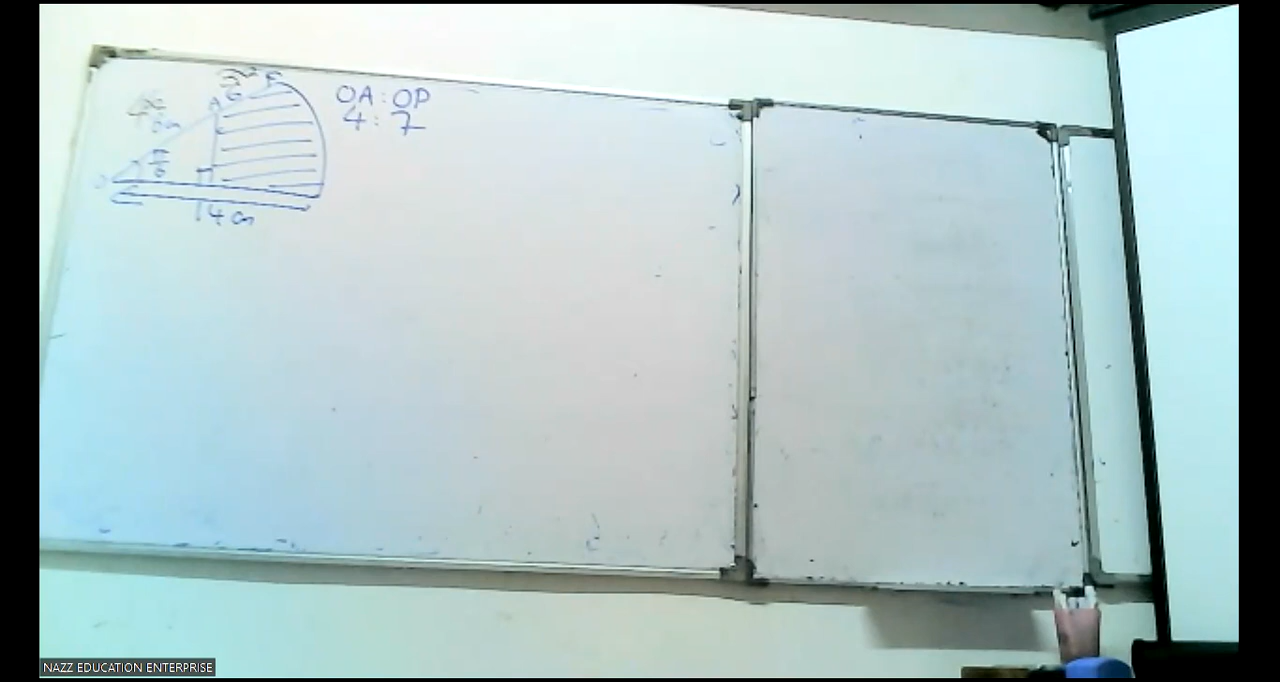 OA : OP
4 : 7
π/6
14 cm
NAZZ EDUCATION ENTERPRISE